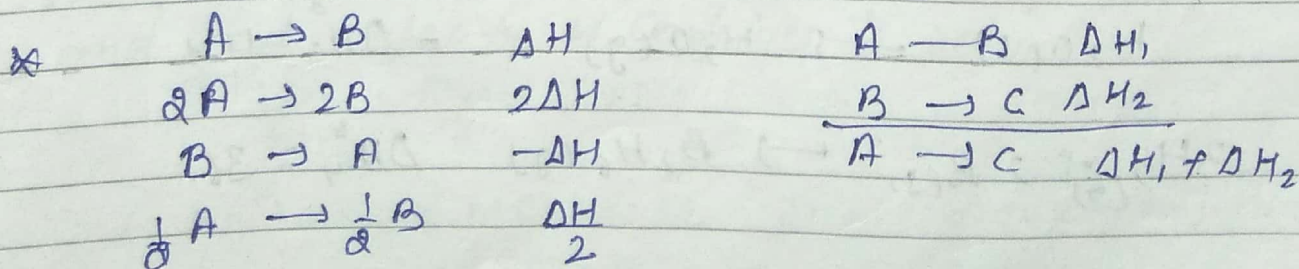 * A → B ΔH
2A → 2B 2ΔH
B → A -ΔH
1/2 A → 1/2 B ΔH/2
A — B ΔH₁
B → C ΔH₂
A → C ΔH₁ + ΔH₂